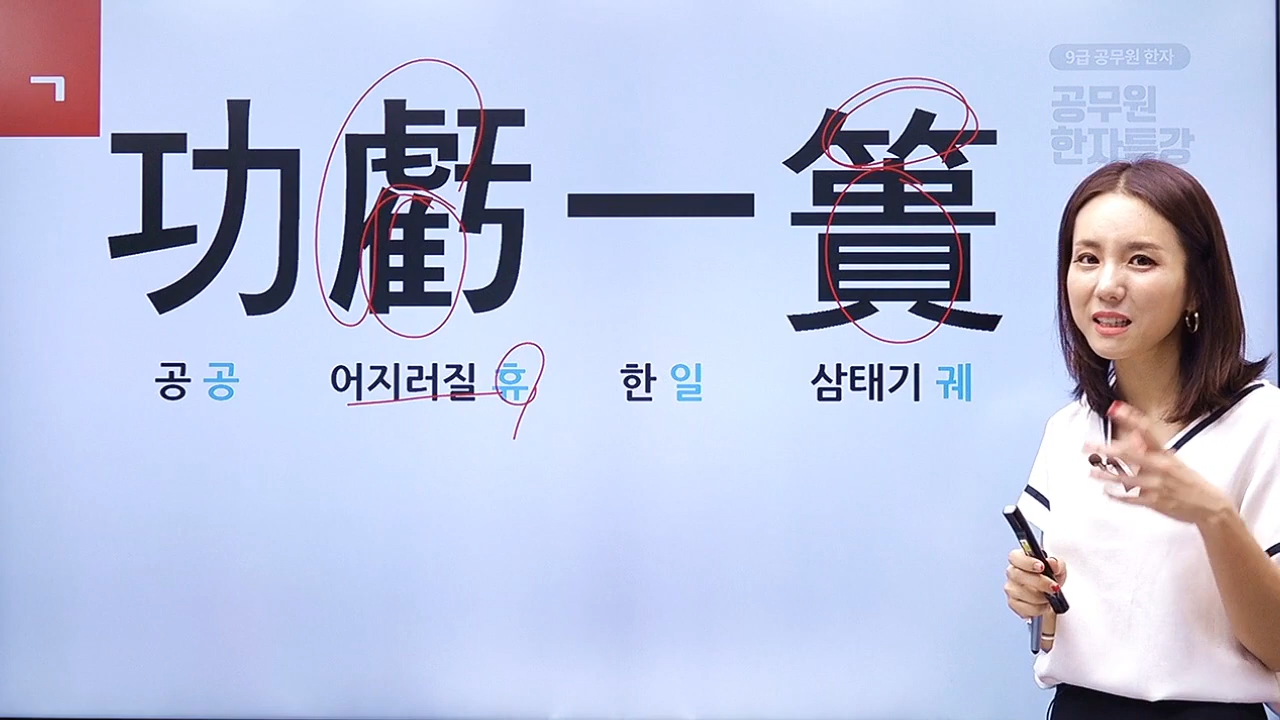 ㄱ
9급 공무원 한자
공무원
한자특강
功虧一簣
공 공 어지러질 휴 한 일 삼태기 궤